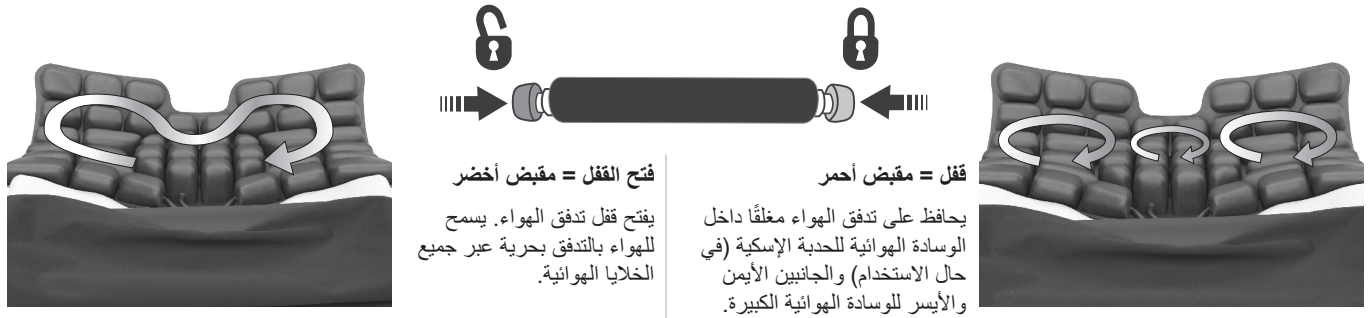 قفل = مقبض أحمر
يحافظ على تدفق الهواء مغلقًا داخل
الوسادة الهوائية للحدبة الإسكية (في
حال الاستخدام) والجانبين الأيمن
والأيسر للوسادة الهوائية الكبيرة.
فتح القفل = مقبض أخضر
يفتح قفل تدفق الهواء. يسمح
للهواء بالتدفق بحرية عبر جميع
الخلايا الهوائية.